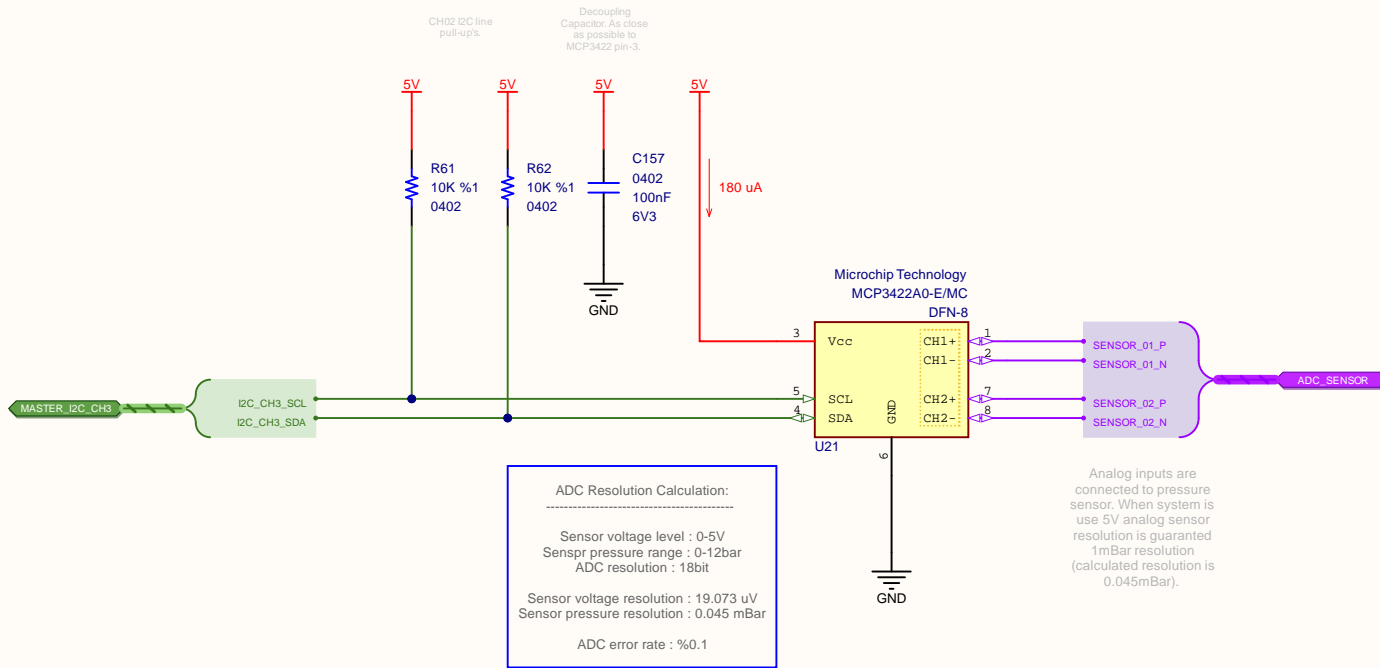 CH02 I2C line
pull-up's.
Decoupling
Capacitor. As close
as possible to
MCP3422 pin-3.
5V
5V
5V
5V
R61
10K %1
0402
R62
10K %1
0402
C157
0402
100nF
6V3
180 uA
GND
Microchip Technology
MCP3422A0-E/MC
DFN-8
3
Vcc
5
SCL
4
SDA
GND
6
CH1+
1
CH1-
2
CH2+
7
CH2-
8
U21
MASTER_I2C_CH3
I2C_CH3_SCL
I2C_CH3_SDA
SENSOR_01_P
SENSOR_01_N
SENSOR_02_P
SENSOR_02_N
ADC_SENSOR
GND
ADC Resolution Calculation:
------------------------------------------
Sensor voltage level : 0-5V
Senspr pressure range : 0-12bar
ADC resolution : 18bit
Sensor voltage resolution : 19.073 uV
Sensor pressure resolution : 0.045 mBar
ADC error rate : %0.1
Analog inputs are
connected to pressure
sensor. When system is
use 5V analog sensor
resolution is guaranted
1mBar resolution
(calculated resolution is
0.045mBar).